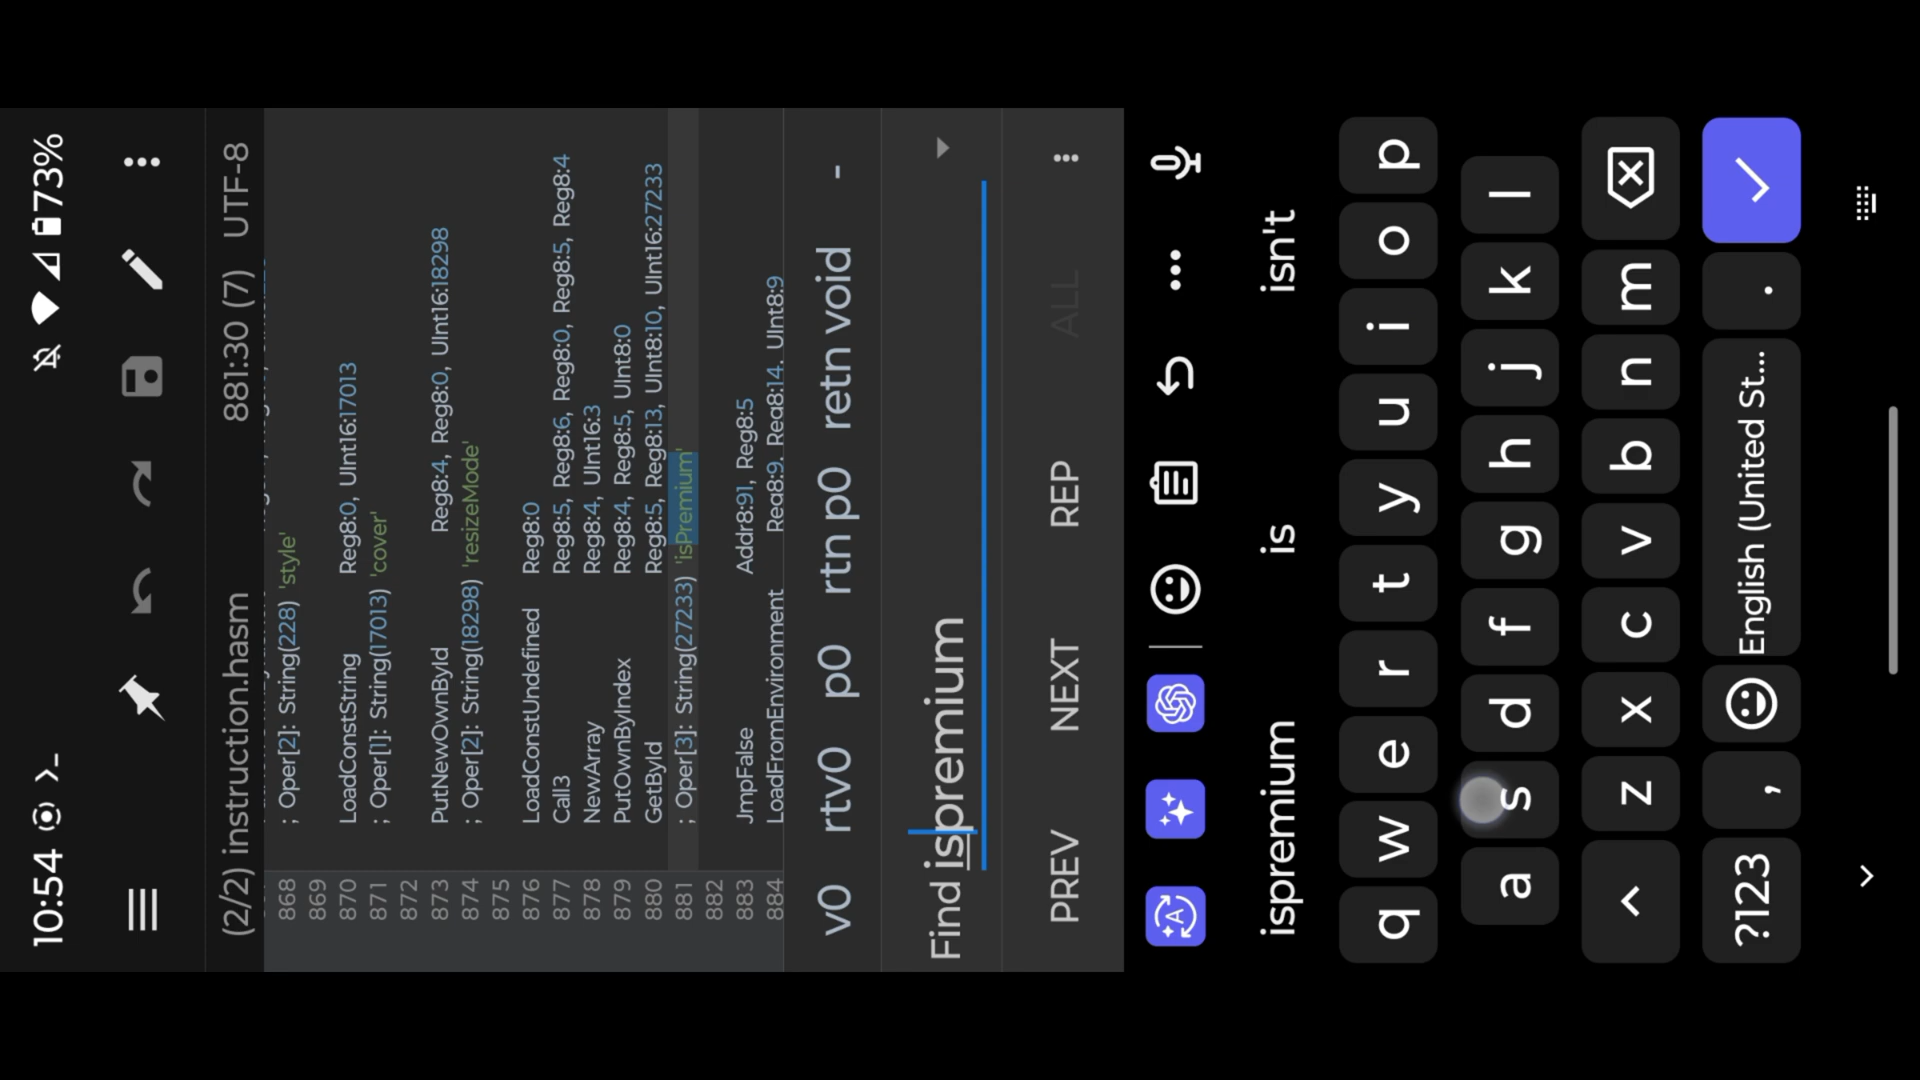 10:54 73%
(2/2) instruction.hasm 881:30 (7) UTF-8
868 ; Oper[2]: String(228) 'style'
869
870 LoadConstString Reg8:0, UInt16:17013
871 ; Oper[1]: String(17013) 'cover'
872
873 PutNewOwnById Reg8:4, Reg8:0, UInt16:18298
874 ; Oper[2]: String(18298) 'resizeMode'
875
876 LoadConstUndefined Reg8:0
877 Call3 Reg8:5, Reg8:6, Reg8:0, Reg8:5, Reg8:4
878 NewArray Reg8:4, UInt16:3
879 PutOwnByIndex Reg8:4, Reg8:5, UInt8:0
880 GetById Reg8:5, Reg8:13, UInt8:10, UInt16:27233
881 ; Oper[3]: String(27233) 'isPremium'
882
883 JmpFalse Addr8:91, Reg8:5
884 LoadFromEnvironment Reg8:9, Reg8:14, UInt8:9
v0 rtv0 p0 rtn p0 retn void -
Find ispremium
PREV NEXT REP ALL
ispremium is isn't
q w e r t y u i o p
a s d f g h j k l
z x c v b n m
?123 , English (United St... .